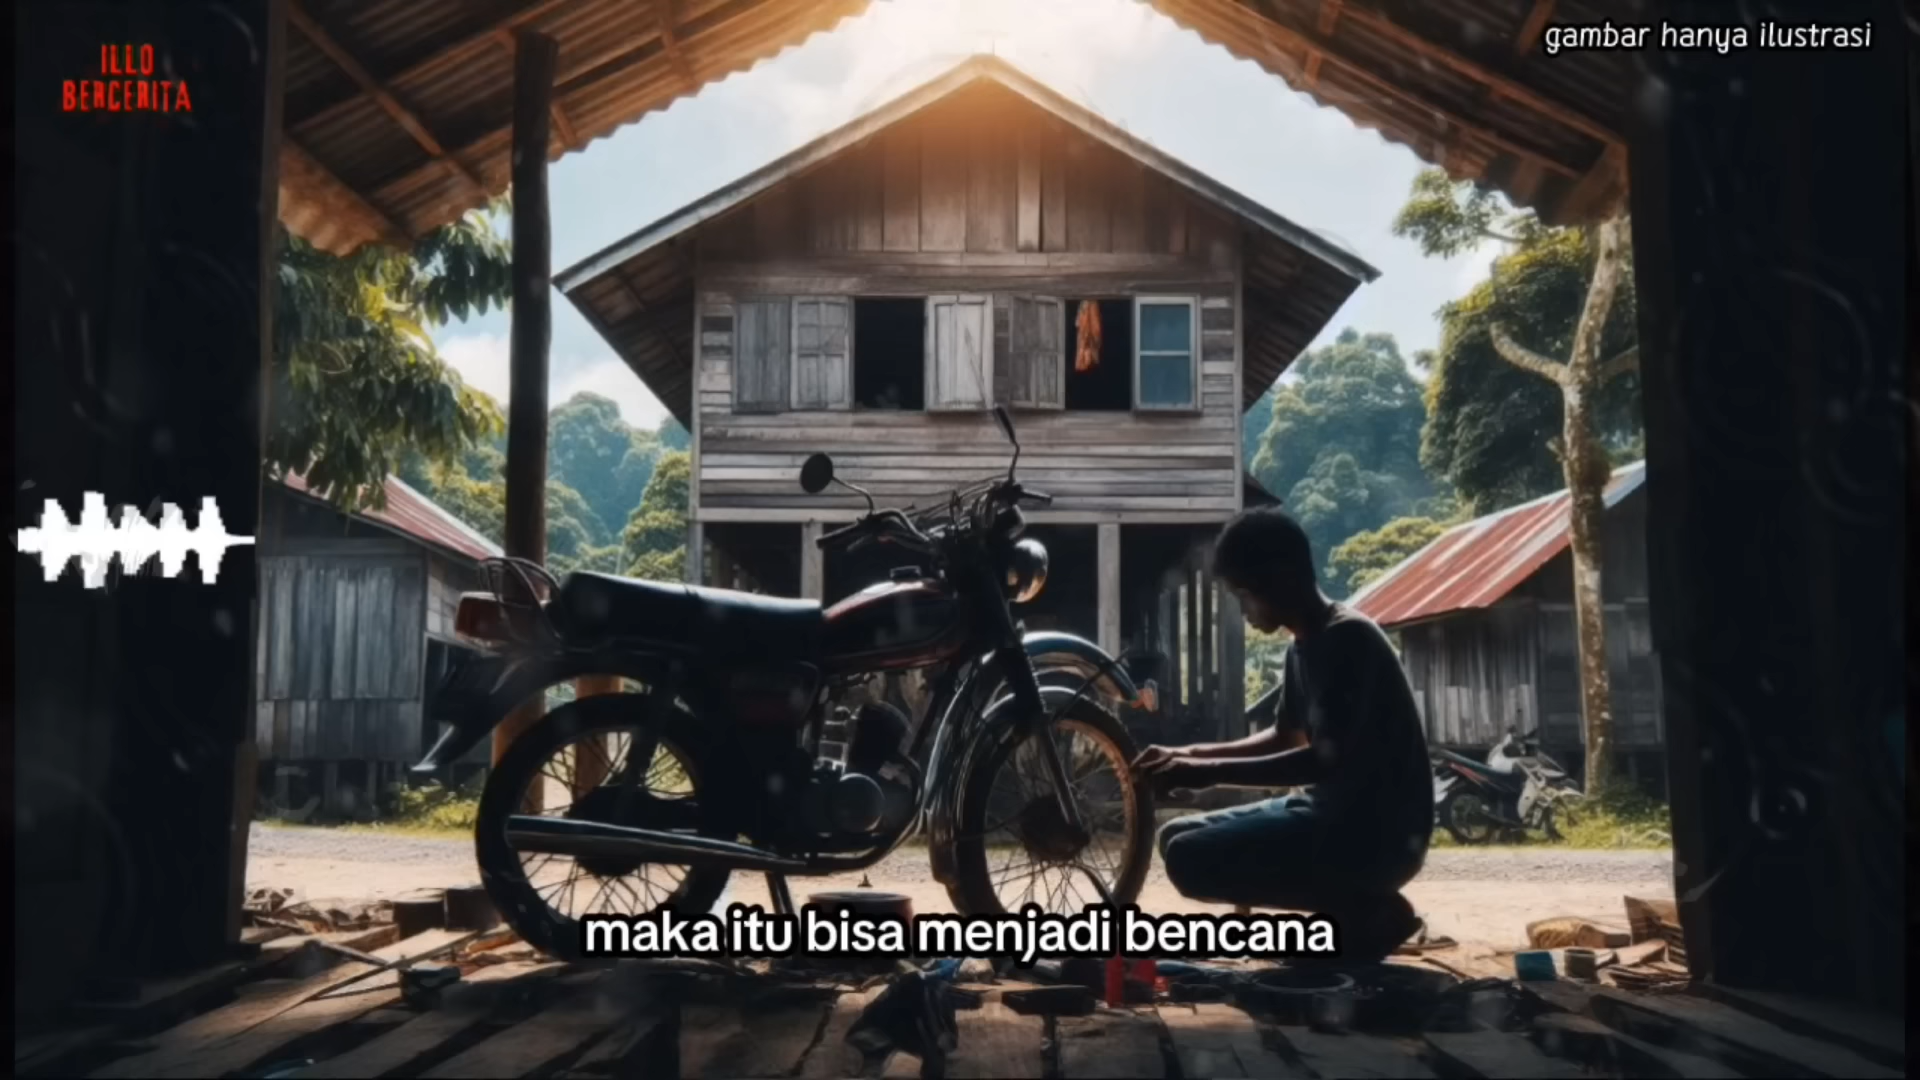 ILLO
BERCERITA
gambar hanya ilustrasi
maka itu bisa menjadi bencana